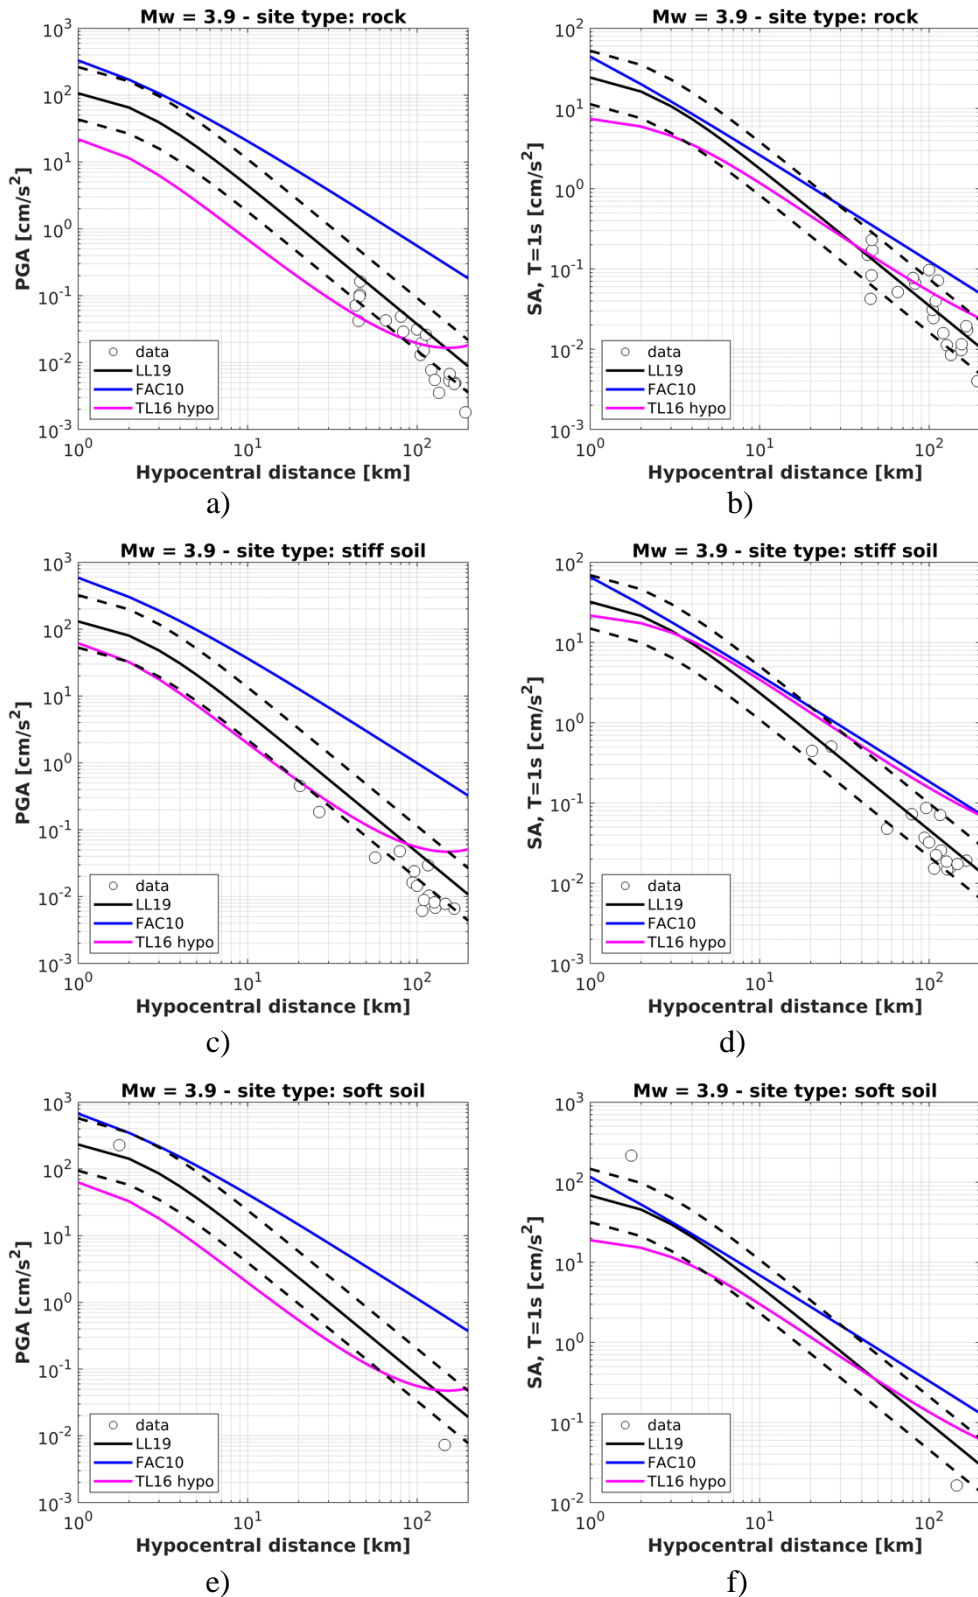 Mw = 3.9 - site type: rock
PGA [cm/s²]
10³
10²
10¹
10⁰
10⁻¹
10⁻²
10⁻³
data
LL19
FAC10
TL16 hypo
10⁰ 10¹ 10²
Hypocentral distance [km]
a)
Mw = 3.9 - site type: rock
SA, T=1s [cm/s²]
10²
10¹
10⁰
10⁻¹
10⁻²
10⁻³
data
LL19
FAC10
TL16 hypo
10⁰ 10¹ 10²
Hypocentral distance [km]
b)
Mw = 3.9 - site type: stiff soil
PGA [cm/s²]
10³
10²
10¹
10⁰
10⁻¹
10⁻²
10⁻³
data
LL19
FAC10
TL16 hypo
10⁰ 10¹ 10²
Hypocentral distance [km]
c)
Mw = 3.9 - site type: stiff soil
SA, T=1s [cm/s²]
10²
10¹
10⁰
10⁻¹
10⁻²
10⁻³
data
LL19
FAC10
TL16 hypo
10⁰ 10¹ 10²
Hypocentral distance [km]
d)
Mw = 3.9 - site type: soft soil
PGA [cm/s²]
10³
10²
10¹
10⁰
10⁻¹
10⁻²
10⁻³
data
LL19
FAC10
TL16 hypo
10⁰ 10¹ 10²
Hypocentral distance [km]
e)
Mw = 3.9 - site type: soft soil
SA, T=1s [cm/s²]
10³
10²
10¹
10⁰
10⁻¹
10⁻²
data
LL19
FAC10
TL16 hypo
10⁰ 10¹ 10²
Hypocentral distance [km]
f)